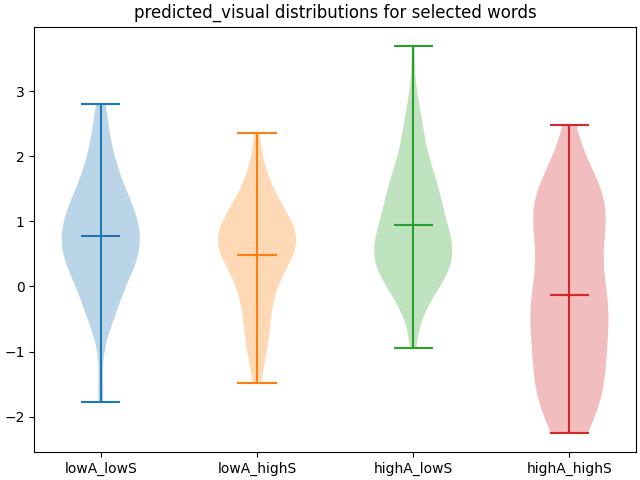 predicted_visual distributions for selected words
3
2
1
0
−1
−2
lowA_lowS
lowA_highS
highA_lowS
highA_highS